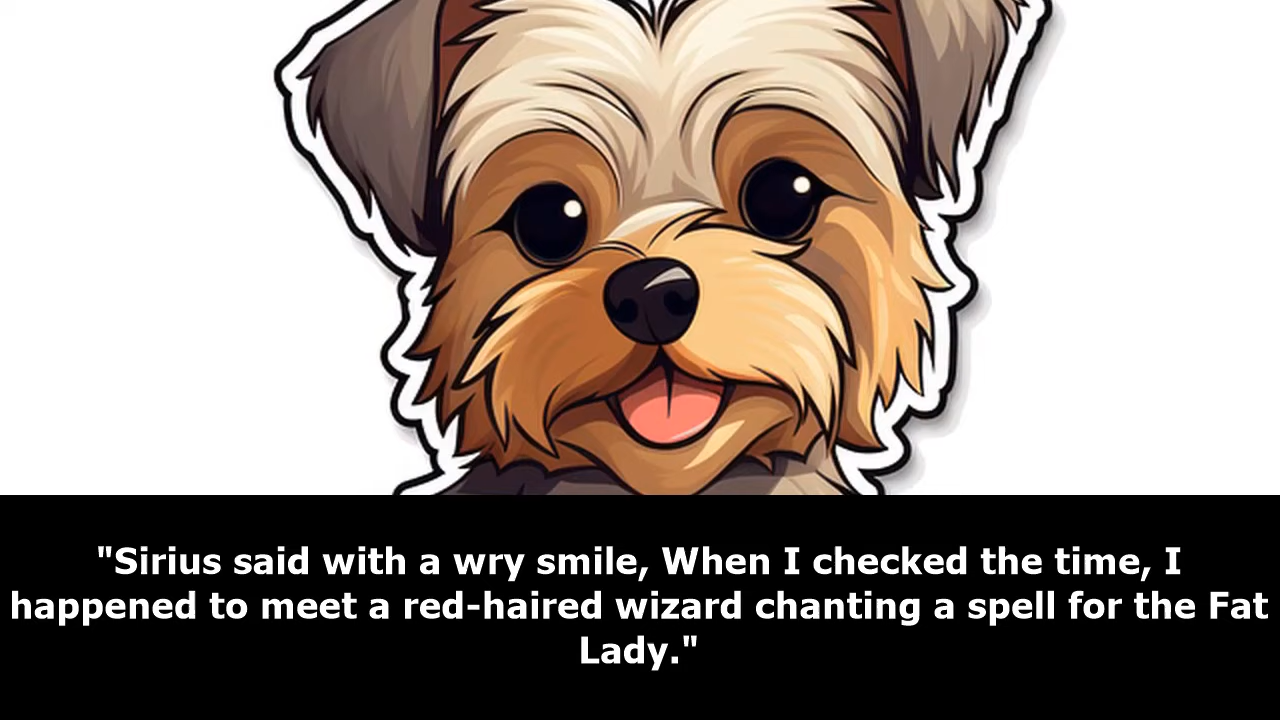 "Sirius said with a wry smile, When I checked the time, I
happened to meet a red-haired wizard chanting a spell for the Fat
Lady."